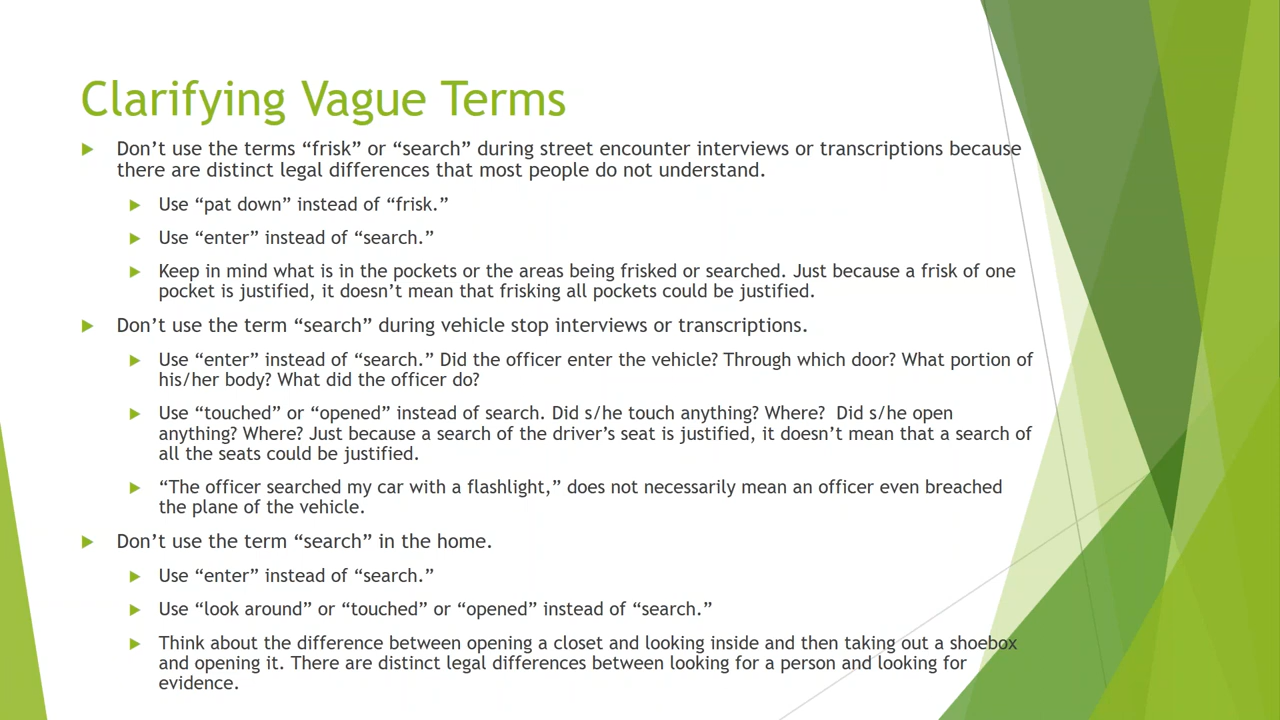 Clarifying Vague Terms
Don’t use the terms “frisk” or “search” during street encounter interviews or transcriptions because
there are distinct legal differences that most people do not understand.
Use “pat down” instead of “frisk.”
Use “enter” instead of “search.”
Keep in mind what is in the pockets or the areas being frisked or searched. Just because a frisk of one
pocket is justified, it doesn’t mean that frisking all pockets could be justified.
Don’t use the term “search” during vehicle stop interviews or transcriptions.
Use “enter” instead of “search.” Did the officer enter the vehicle? Through which door? What portion of
his/her body? What did the officer do?
Use “touched” or “opened” instead of search. Did s/he touch anything? Where?  Did s/he open
anything? Where? Just because a search of the driver’s seat is justified, it doesn’t mean that a search of
all the seats could be justified.
“The officer searched my car with a flashlight,” does not necessarily mean an officer even breached
the plane of the vehicle.
Don’t use the term “search” in the home.
Use “enter” instead of “search.”
Use “look around” or “touched” or “opened” instead of “search.”
Think about the difference between opening a closet and looking inside and then taking out a shoebox
and opening it. There are distinct legal differences between looking for a person and looking for
evidence.